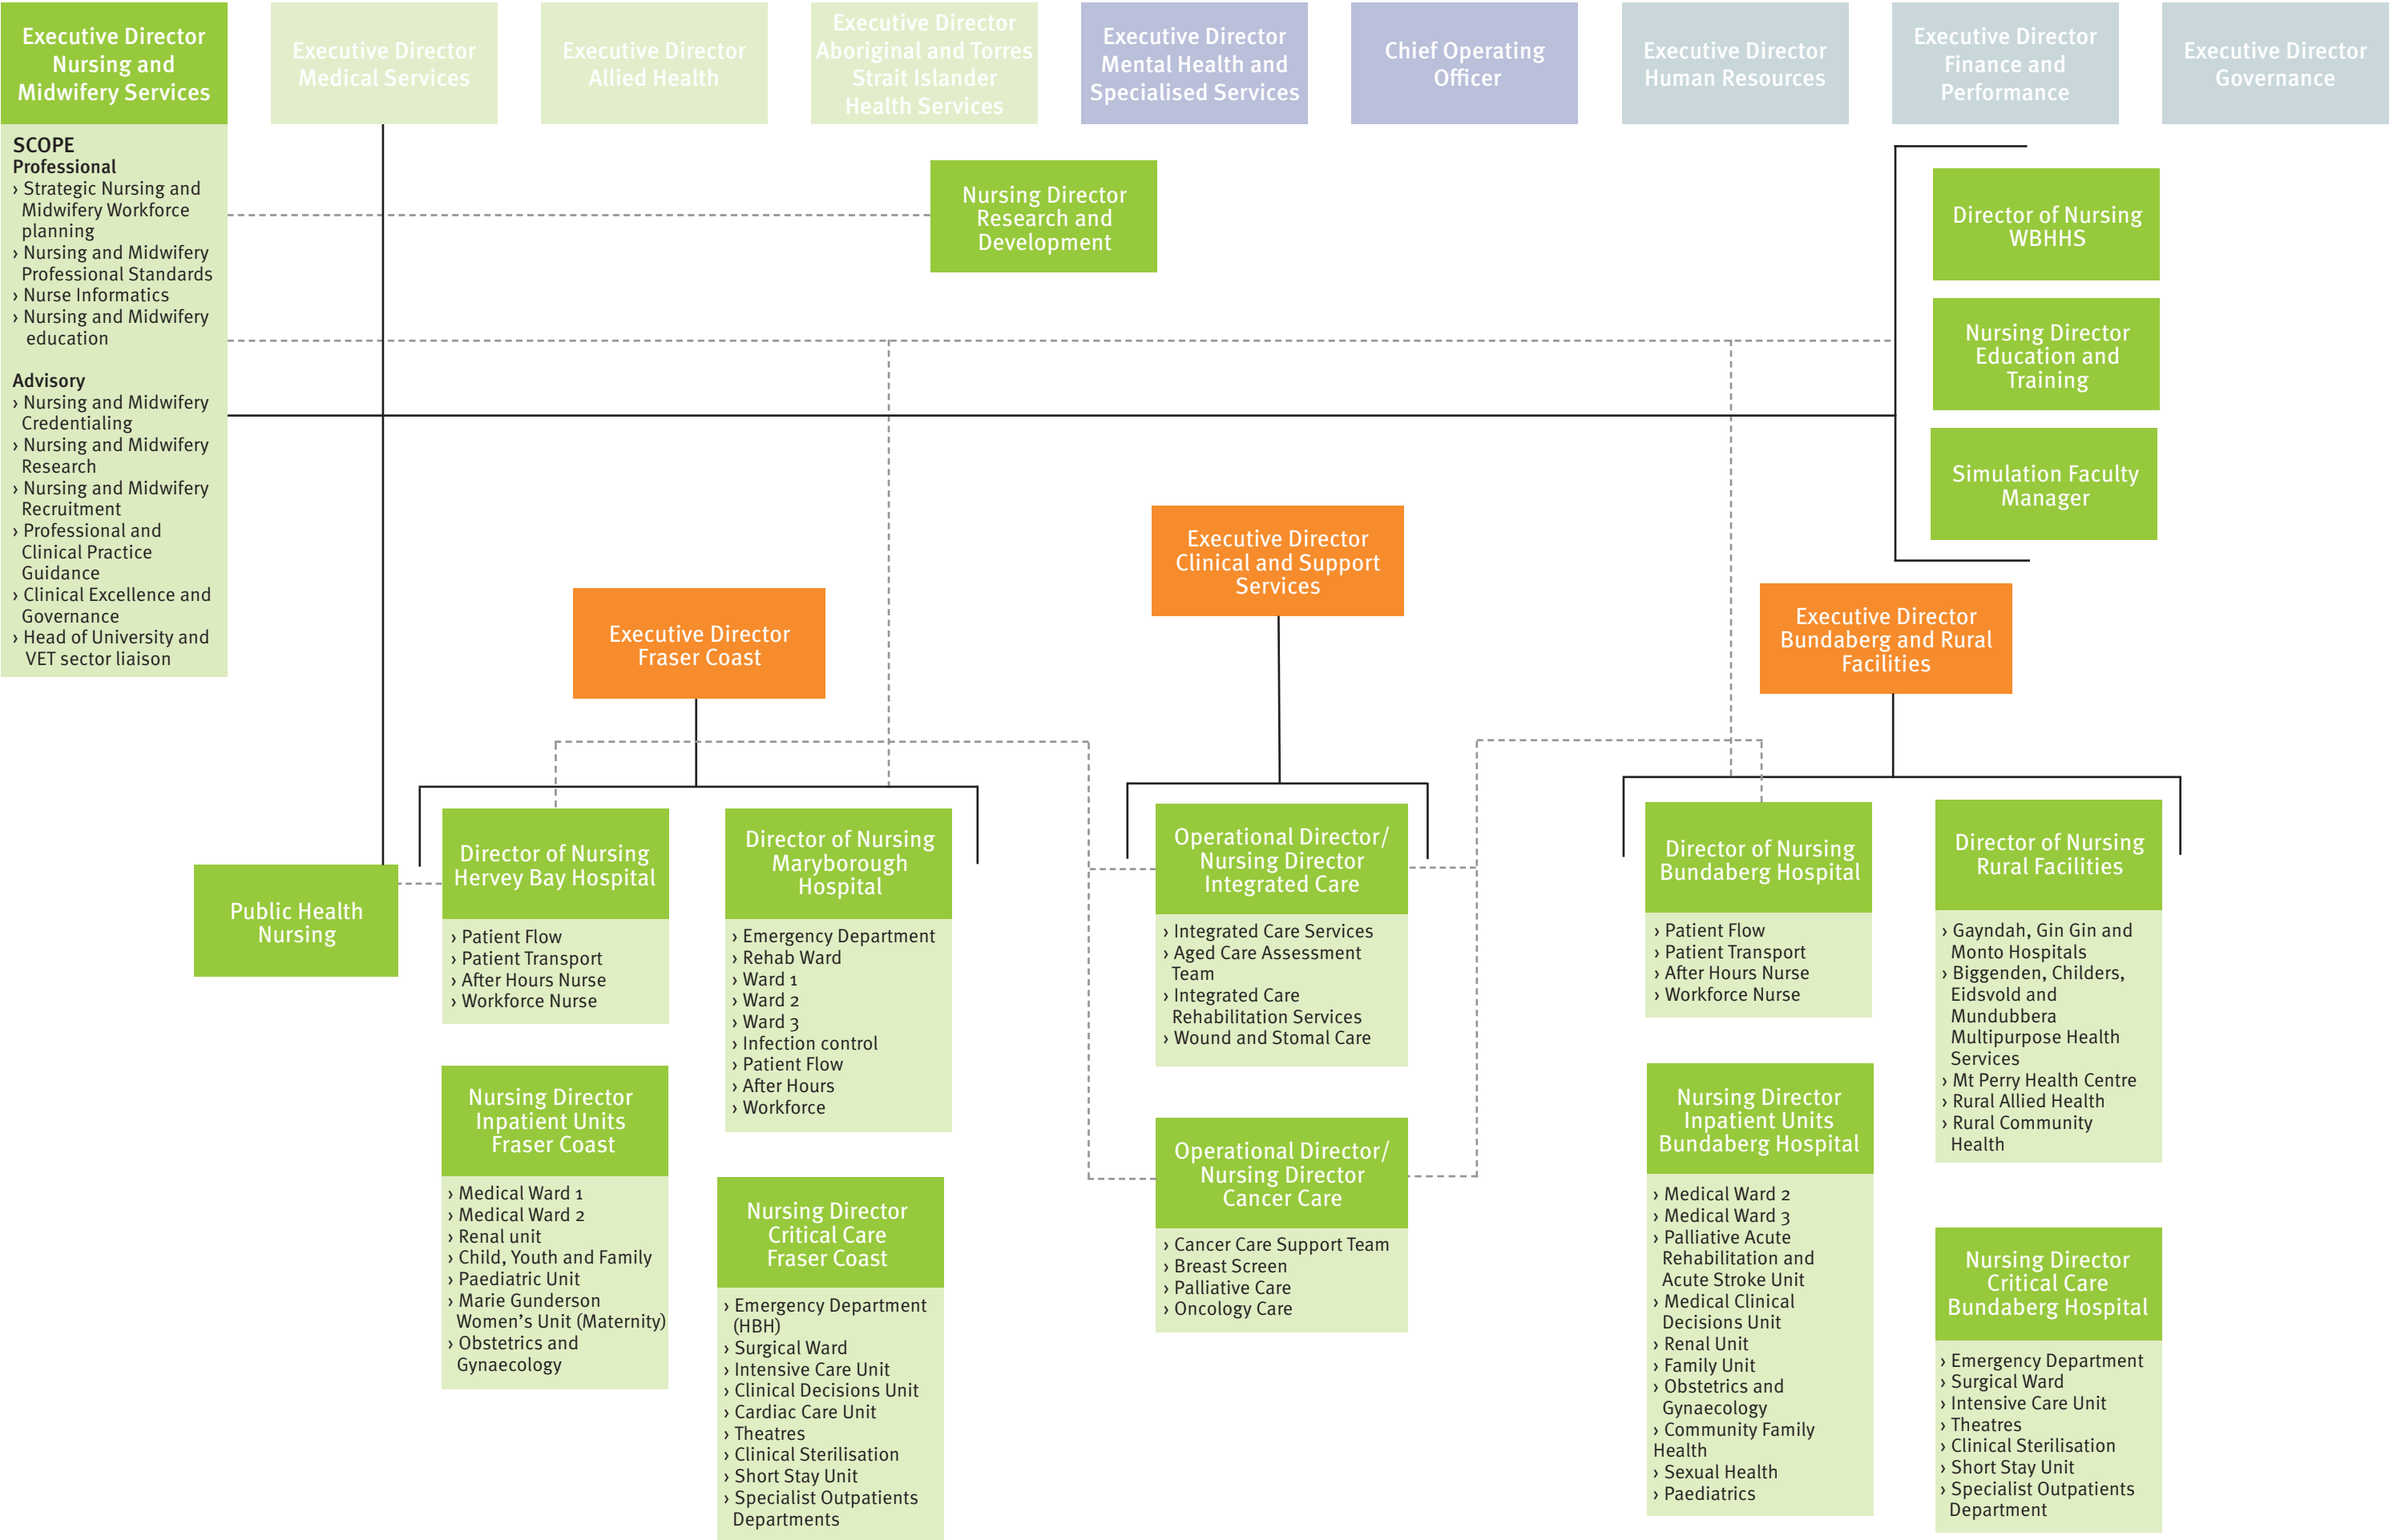 Executive Director
Nursing and
Midwifery Services
Executive Director
Medical Services
Executive Director
Allied Health
Executive Director
Aboriginal and Torres
Strait Islander
Health Services
Executive Director
Mental Health and
Specialised Services
Chief Operating
Officer
Executive Director
Human Resources
Executive Director
Finance and
Performance
Executive Director
Governance
SCOPE
Professional
› Strategic Nursing and
Midwifery Workforce
planning
› Nursing and Midwifery
Professional Standards
› Nurse Informatics
› Nursing and Midwifery
education
Advisory
› Nursing and Midwifery
Credentialing
› Nursing and Midwifery
Research
› Nursing and Midwifery
Recruitment
› Professional and
Clinical Practice
Guidance
› Clinical Excellence and
Governance
› Head of University and
VET sector liaison
Nursing Director
Research and
Development
Director of Nursing
WBHHS
Nursing Director
Education and
Training
Simulation Faculty
Manager
Executive Director
Fraser Coast
Executive Director
Clinical and Support
Services
Executive Director
Bundaberg and Rural
Facilities
Public Health
Nursing
Director of Nursing
Hervey Bay Hospital
› Patient Flow
› Patient Transport
› After Hours Nurse
› Workforce Nurse
Director of Nursing
Maryborough
Hospital
› Emergency Department
› Rehab Ward
› Ward 1
› Ward 2
› Ward 3
› Infection control
› Patient Flow
› After Hours
› Workforce
Nursing Director
Inpatient Units
Fraser Coast
› Medical Ward 1
› Medical Ward 2
› Renal unit
› Child, Youth and Family
› Paediatric Unit
› Marie Gunderson
Women’s Unit (Maternity)
› Obstetrics and
Gynaecology
Nursing Director
Critical Care
Fraser Coast
› Emergency Department
(HBH)
› Surgical Ward
› Intensive Care Unit
› Clinical Decisions Unit
› Cardiac Care Unit
› Theatres
› Clinical Sterilisation
› Short Stay Unit
› Specialist Outpatients
Departments
Operational Director/
Nursing Director
Integrated Care
› Integrated Care Services
› Aged Care Assessment
Team
› Integrated Care
Rehabilitation Services
› Wound and Stomal Care
Operational Director/
Nursing Director
Cancer Care
› Cancer Care Support Team
› Breast Screen
› Palliative Care
› Oncology Care
Director of Nursing
Bundaberg Hospital
› Patient Flow
› Patient Transport
› After Hours Nurse
› Workforce Nurse
Director of Nursing
Rural Facilities
› Gayndah, Gin Gin and
Monto Hospitals
› Biggenden, Childers,
Eidsvold and
Mundubbera
Multipurpose Health
Services
› Mt Perry Health Centre
› Rural Allied Health
› Rural Community
Health
Nursing Director
Inpatient Units
Bundaberg Hospital
› Medical Ward 2
› Medical Ward 3
› Palliative Acute
Rehabilitation and
Acute Stroke Unit
› Medical Clinical
Decisions Unit
› Renal Unit
› Family Unit
› Obstetrics and
Gynaecology
› Community Family
Health
› Sexual Health
› Paediatrics
Nursing Director
Critical Care
Bundaberg Hospital
› Emergency Department
› Surgical Ward
› Intensive Care Unit
› Theatres
› Clinical Sterilisation
› Short Stay Unit
› Specialist Outpatients
Department